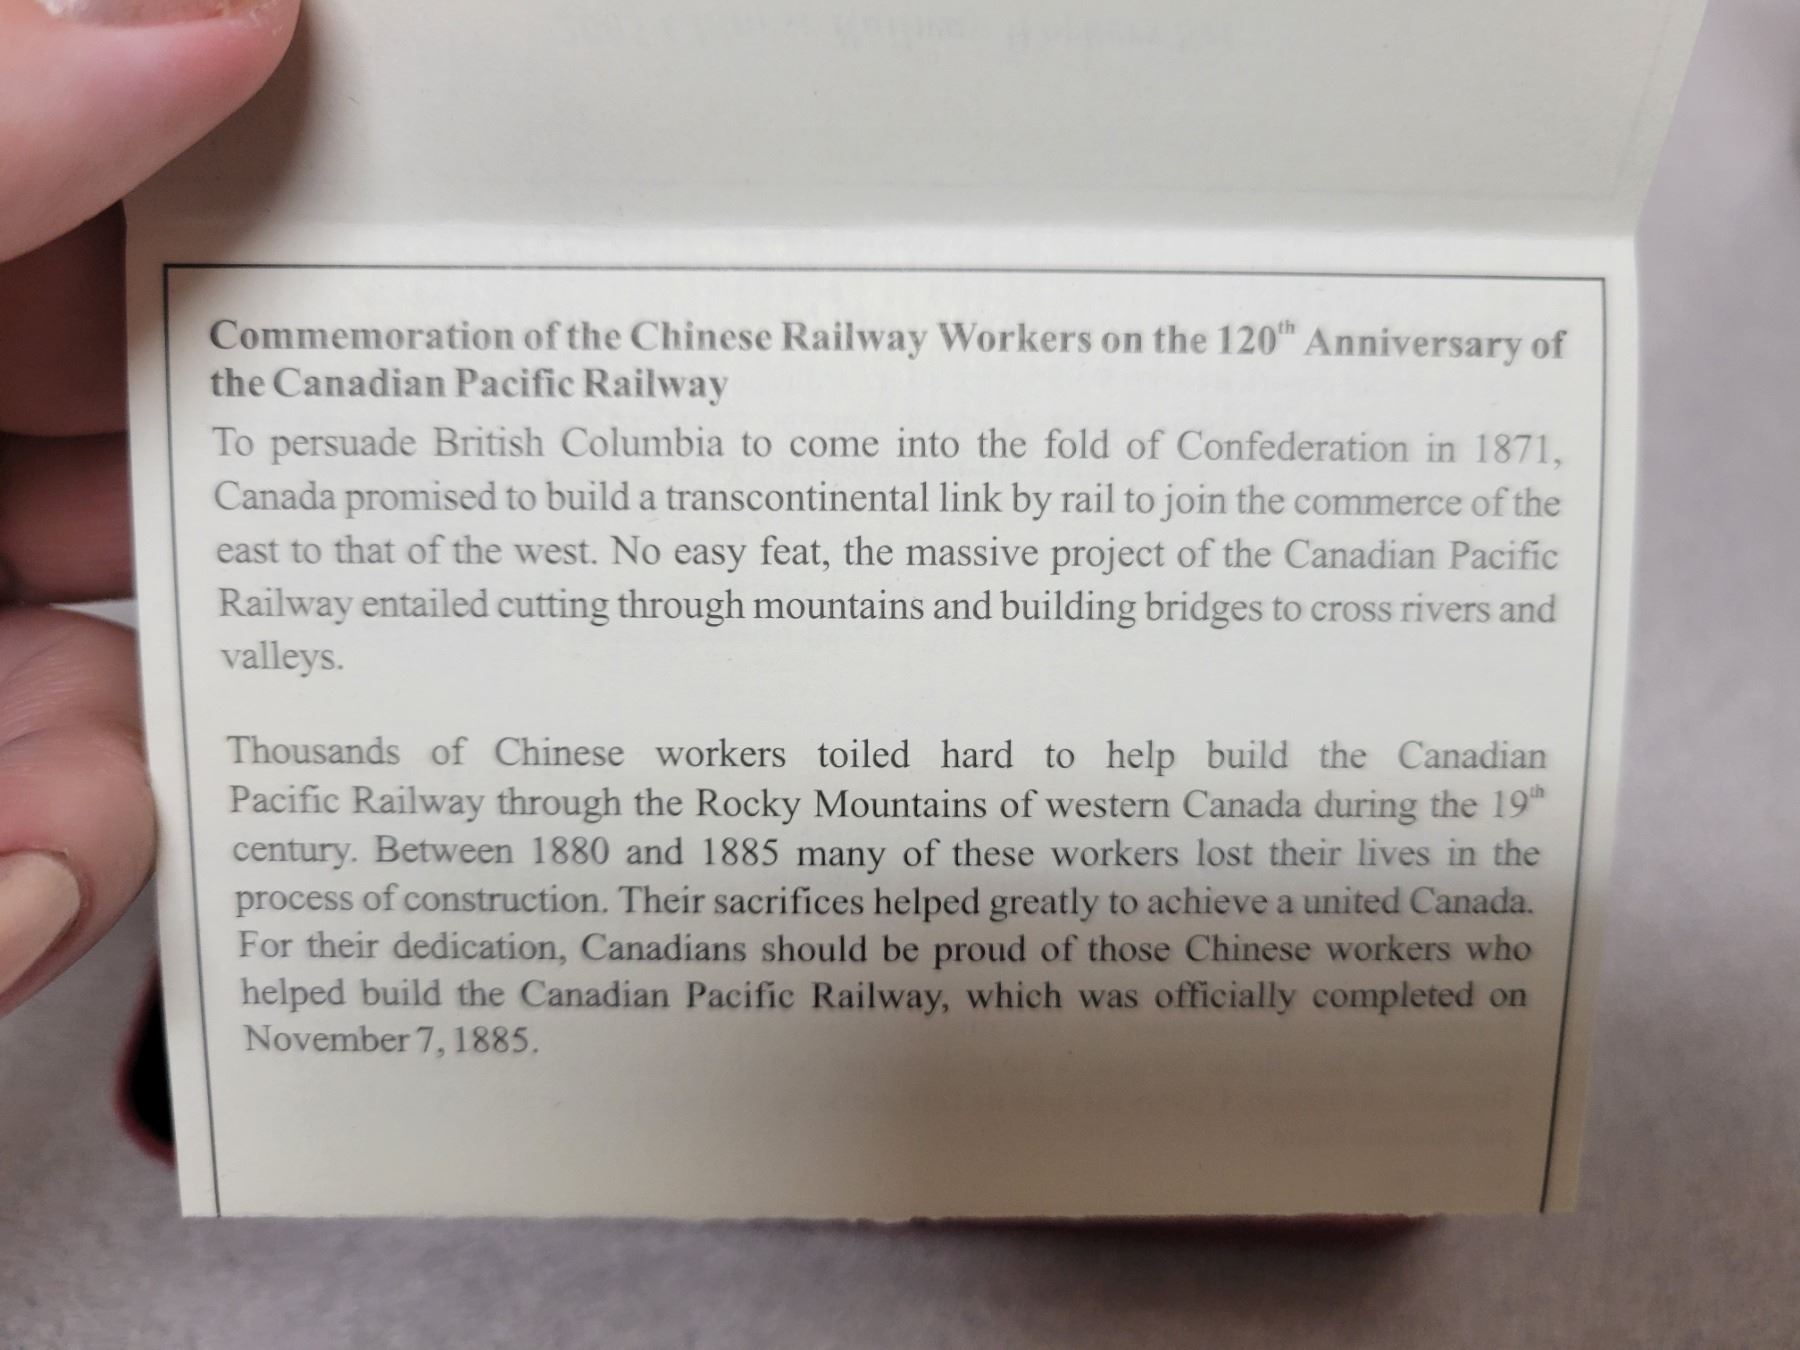 Commemoration of the Chinese Railway Workers on the 120th Anniversary of
the Canadian Pacific Railway
To persuade British Columbia to come into the fold of Confederation in 1871,
Canada promised to build a transcontinental link by rail to join the commerce of the
east to that of the west. No easy feat, the massive project of the Canadian Pacific
Railway entailed cutting through mountains and building bridges to cross rivers and
valleys.
Thousands of Chinese workers toiled hard to help build the Canadian
Pacific Railway through the Rocky Mountains of western Canada during the 19th
century. Between 1880 and 1885 many of these workers lost their lives in the
process of construction. Their sacrifices helped greatly to achieve a united Canada.
For their dedication, Canadians should be proud of those Chinese workers who
helped build the Canadian Pacific Railway, which was officially completed on
November 7, 1885.